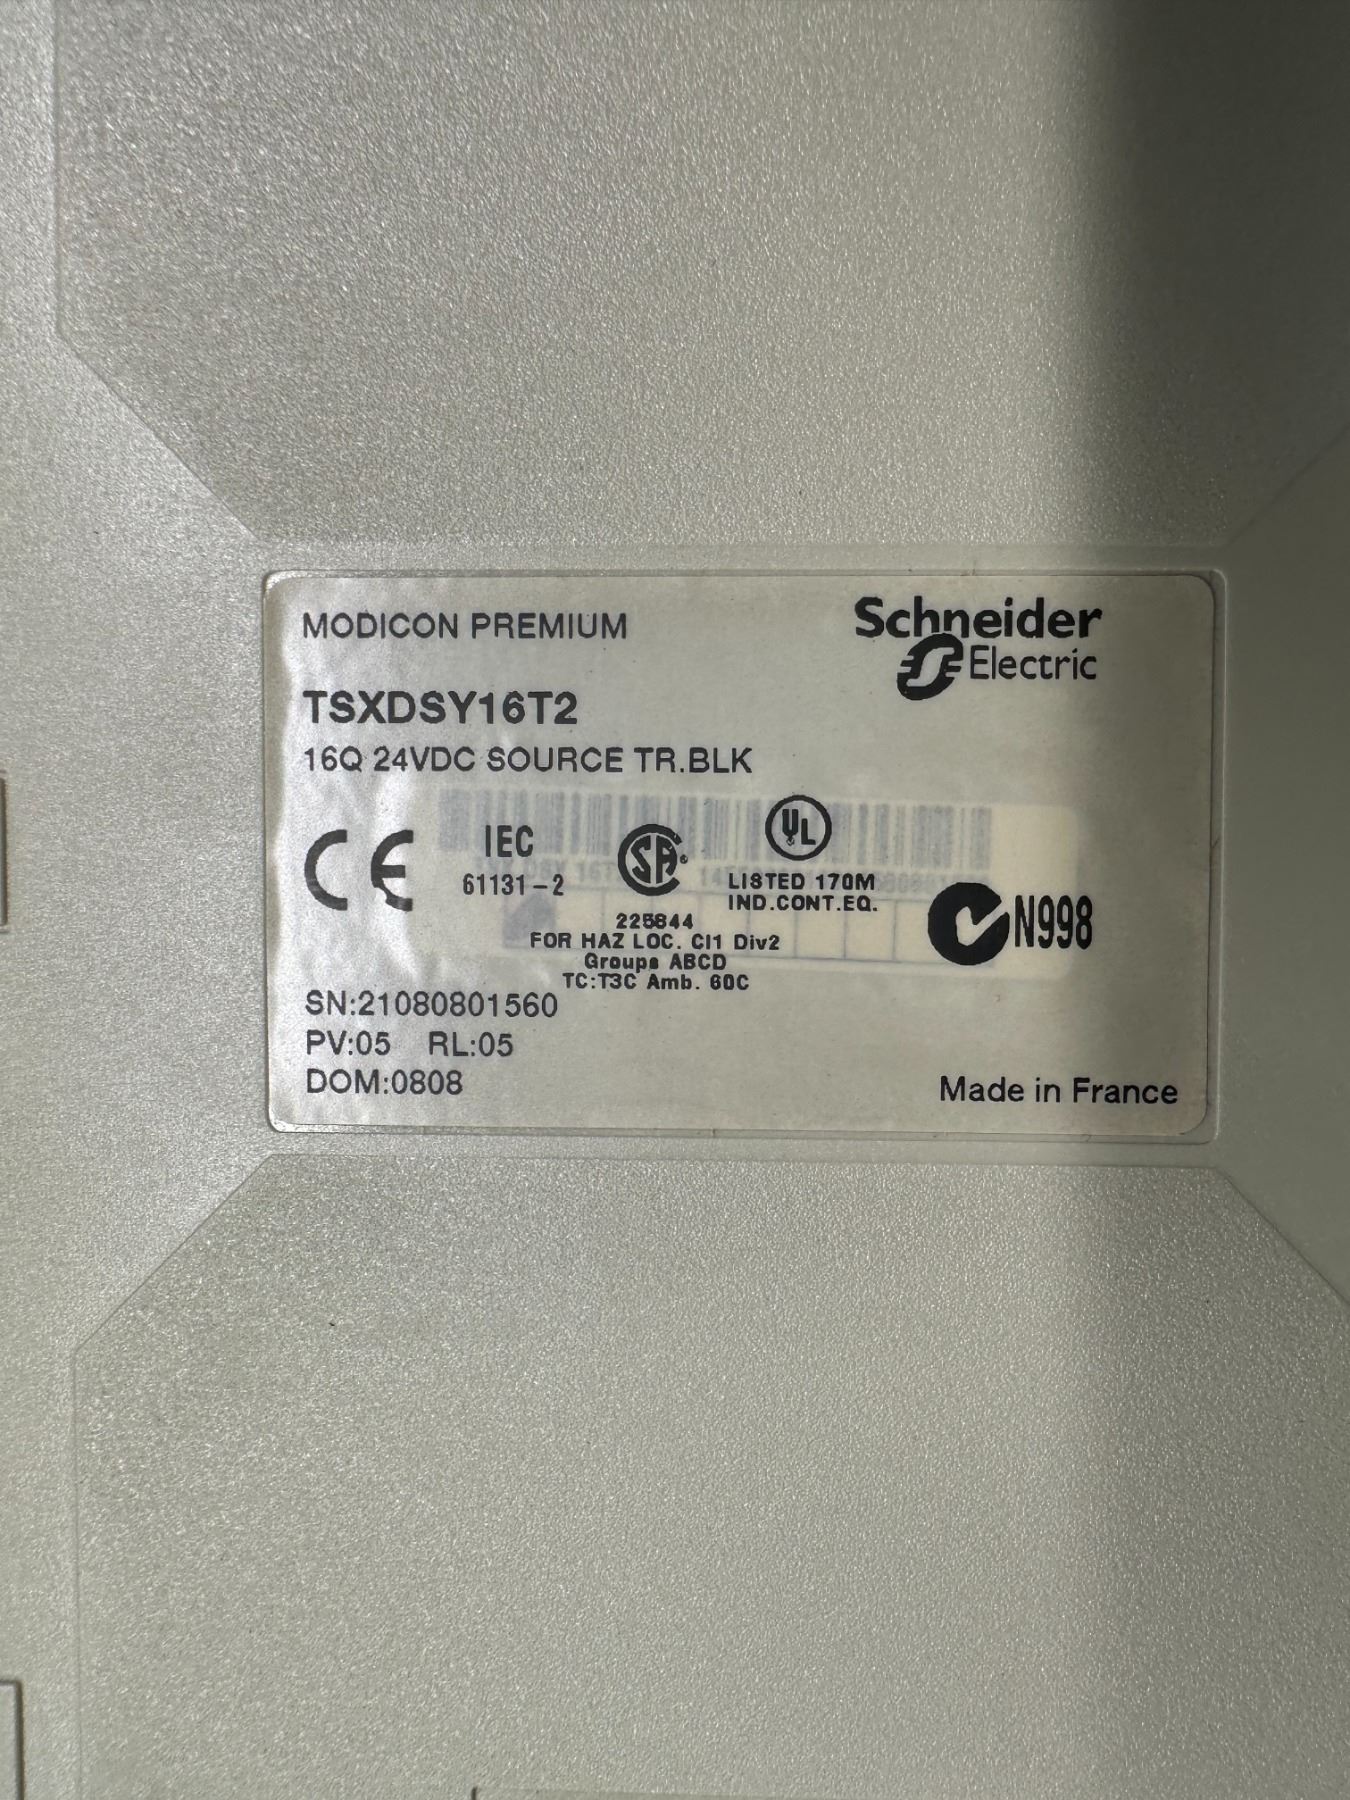 MODICON PREMIUM
Schneider
Electric
TSXDSY16T2
16Q 24VDC SOURCE TR.BLK
CE
IEC
61131-2
SA
UL
LISTED 170M
IND.CONT.EQ.
225844
FOR HAZ LOC. Cl1 Div2
Groups ABCD
TC:T3C Amb. 60C
N998
SN:21080801560
PV:05 RL:05
DOM:0808
Made in France